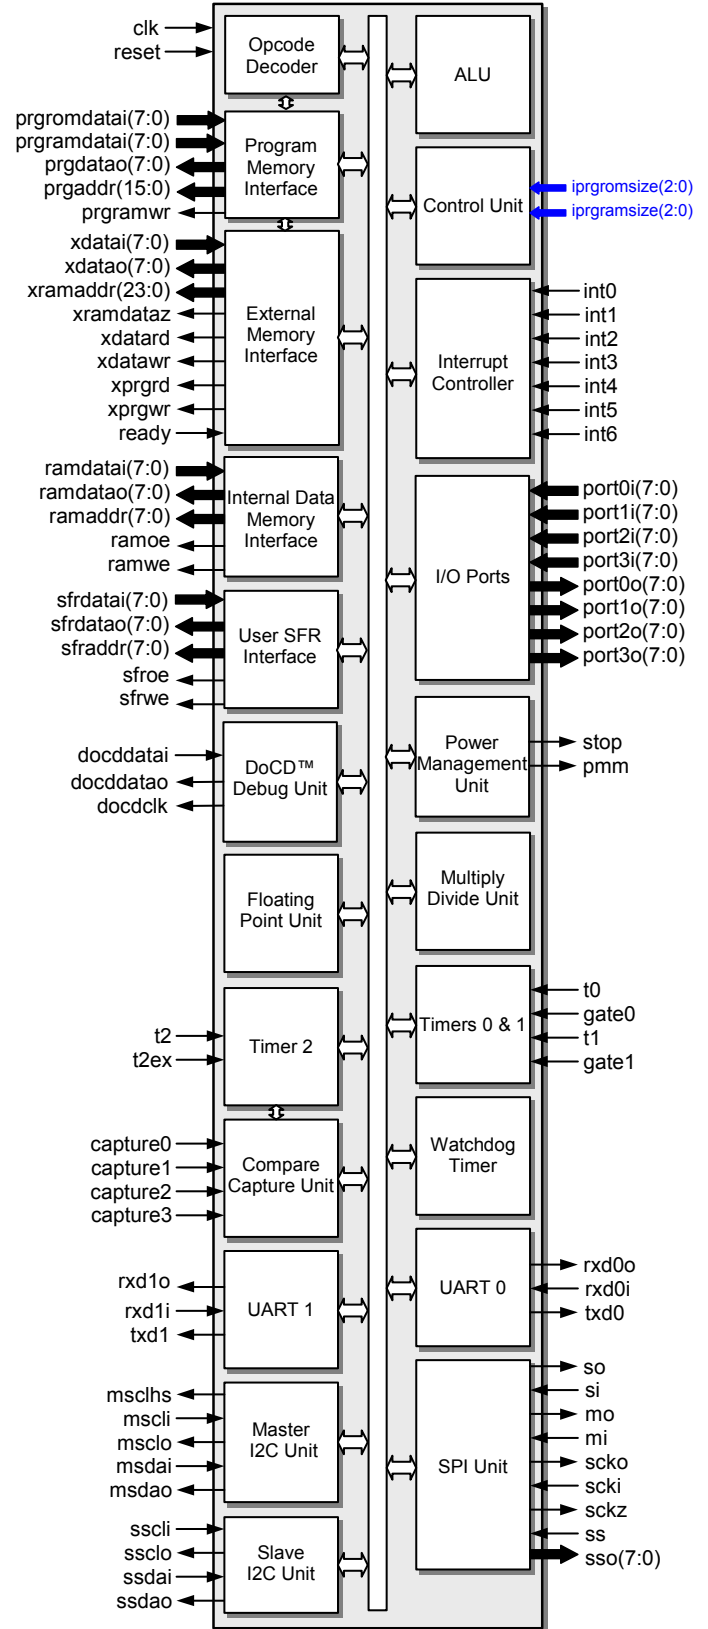 clk
reset
Opcode
Decoder
ALU
prgromdatai(7:0)
prgramdatai(7:0)
prgdatao(7:0)
prgaddr(15:0)
prgramwr
Program
Memory
Interface
Control Unit
iprgromsize(2:0)
iprgramsize(2:0)
xdatai(7:0)
xdatao(7:0)
xramaddr(23:0)
xramdataz
xdatard
xdatawr
xprgrd
xprgwr
ready
External
Memory
Interface
Interrupt
Controller
int0
int1
int2
int3
int4
int5
int6
ramdatai(7:0)
ramdatao(7:0)
ramaddr(7:0)
ramoe
ramwe
Internal Data
Memory
Interface
I/O Ports
port0i(7:0)
port1i(7:0)
port2i(7:0)
port3i(7:0)
port0o(7:0)
port1o(7:0)
port2o(7:0)
port3o(7:0)
sfrdatai(7:0)
sfrdatao(7:0)
sfraddr(7:0)
sfroe
sfrwe
User SFR
Interface
Power
Management
Unit
stop
pmm
docddatai
docddatao
docdclk
DoCD™
Debug Unit
Multiply
Divide Unit
Floating
Point Unit
Timers 0 & 1
t0
gate0
t1
gate1
t2
t2ex
Timer 2
Watchdog
Timer
capture0
capture1
capture2
capture3
Compare
Capture Unit
UART 0
rxd0o
rxd0i
txd0
rxd1o
rxd1i
txd1
UART 1
SPI Unit
so
si
mo
mi
scko
scki
sckz
ss
sso(7:0)
msclhs
mscli
msclo
msdai
msdao
Master
I2C Unit
sscli
ssclo
ssdai
ssdao
Slave
I2C Unit